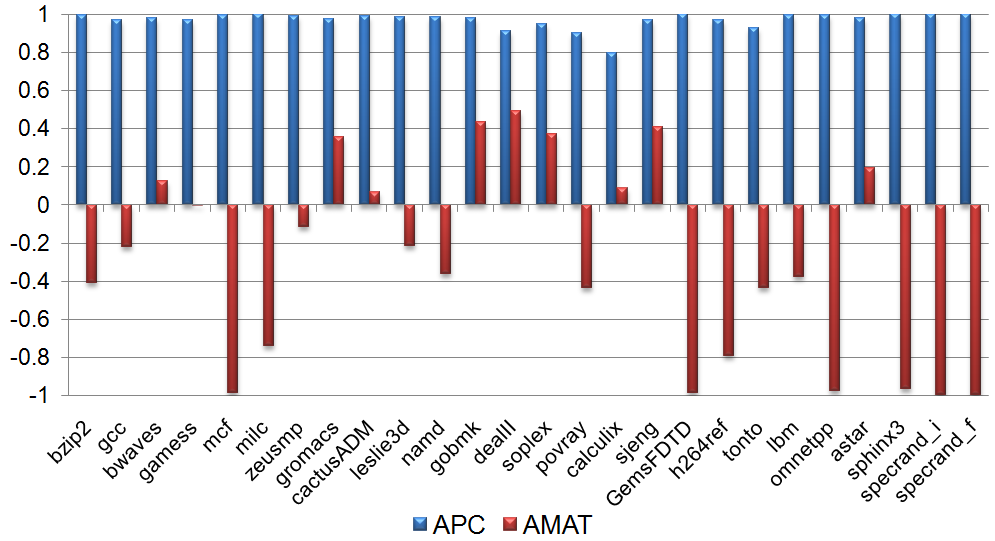 1
0.8
0.6
0.4
0.2
0
-0.2
-0.4
-0.6
-0.8
-1
bzip2
gcc
bwaves
gamess
mcf
milc
zeusmp
gromacs
cactusADM
leslie3d
namd
gobmk
dealII
soplex
povray
calculix
sjeng
GemsFDTD
h264ref
tonto
lbm
omnetpp
astar
sphinx3
specrand_i
specrand_f
APC AMAT